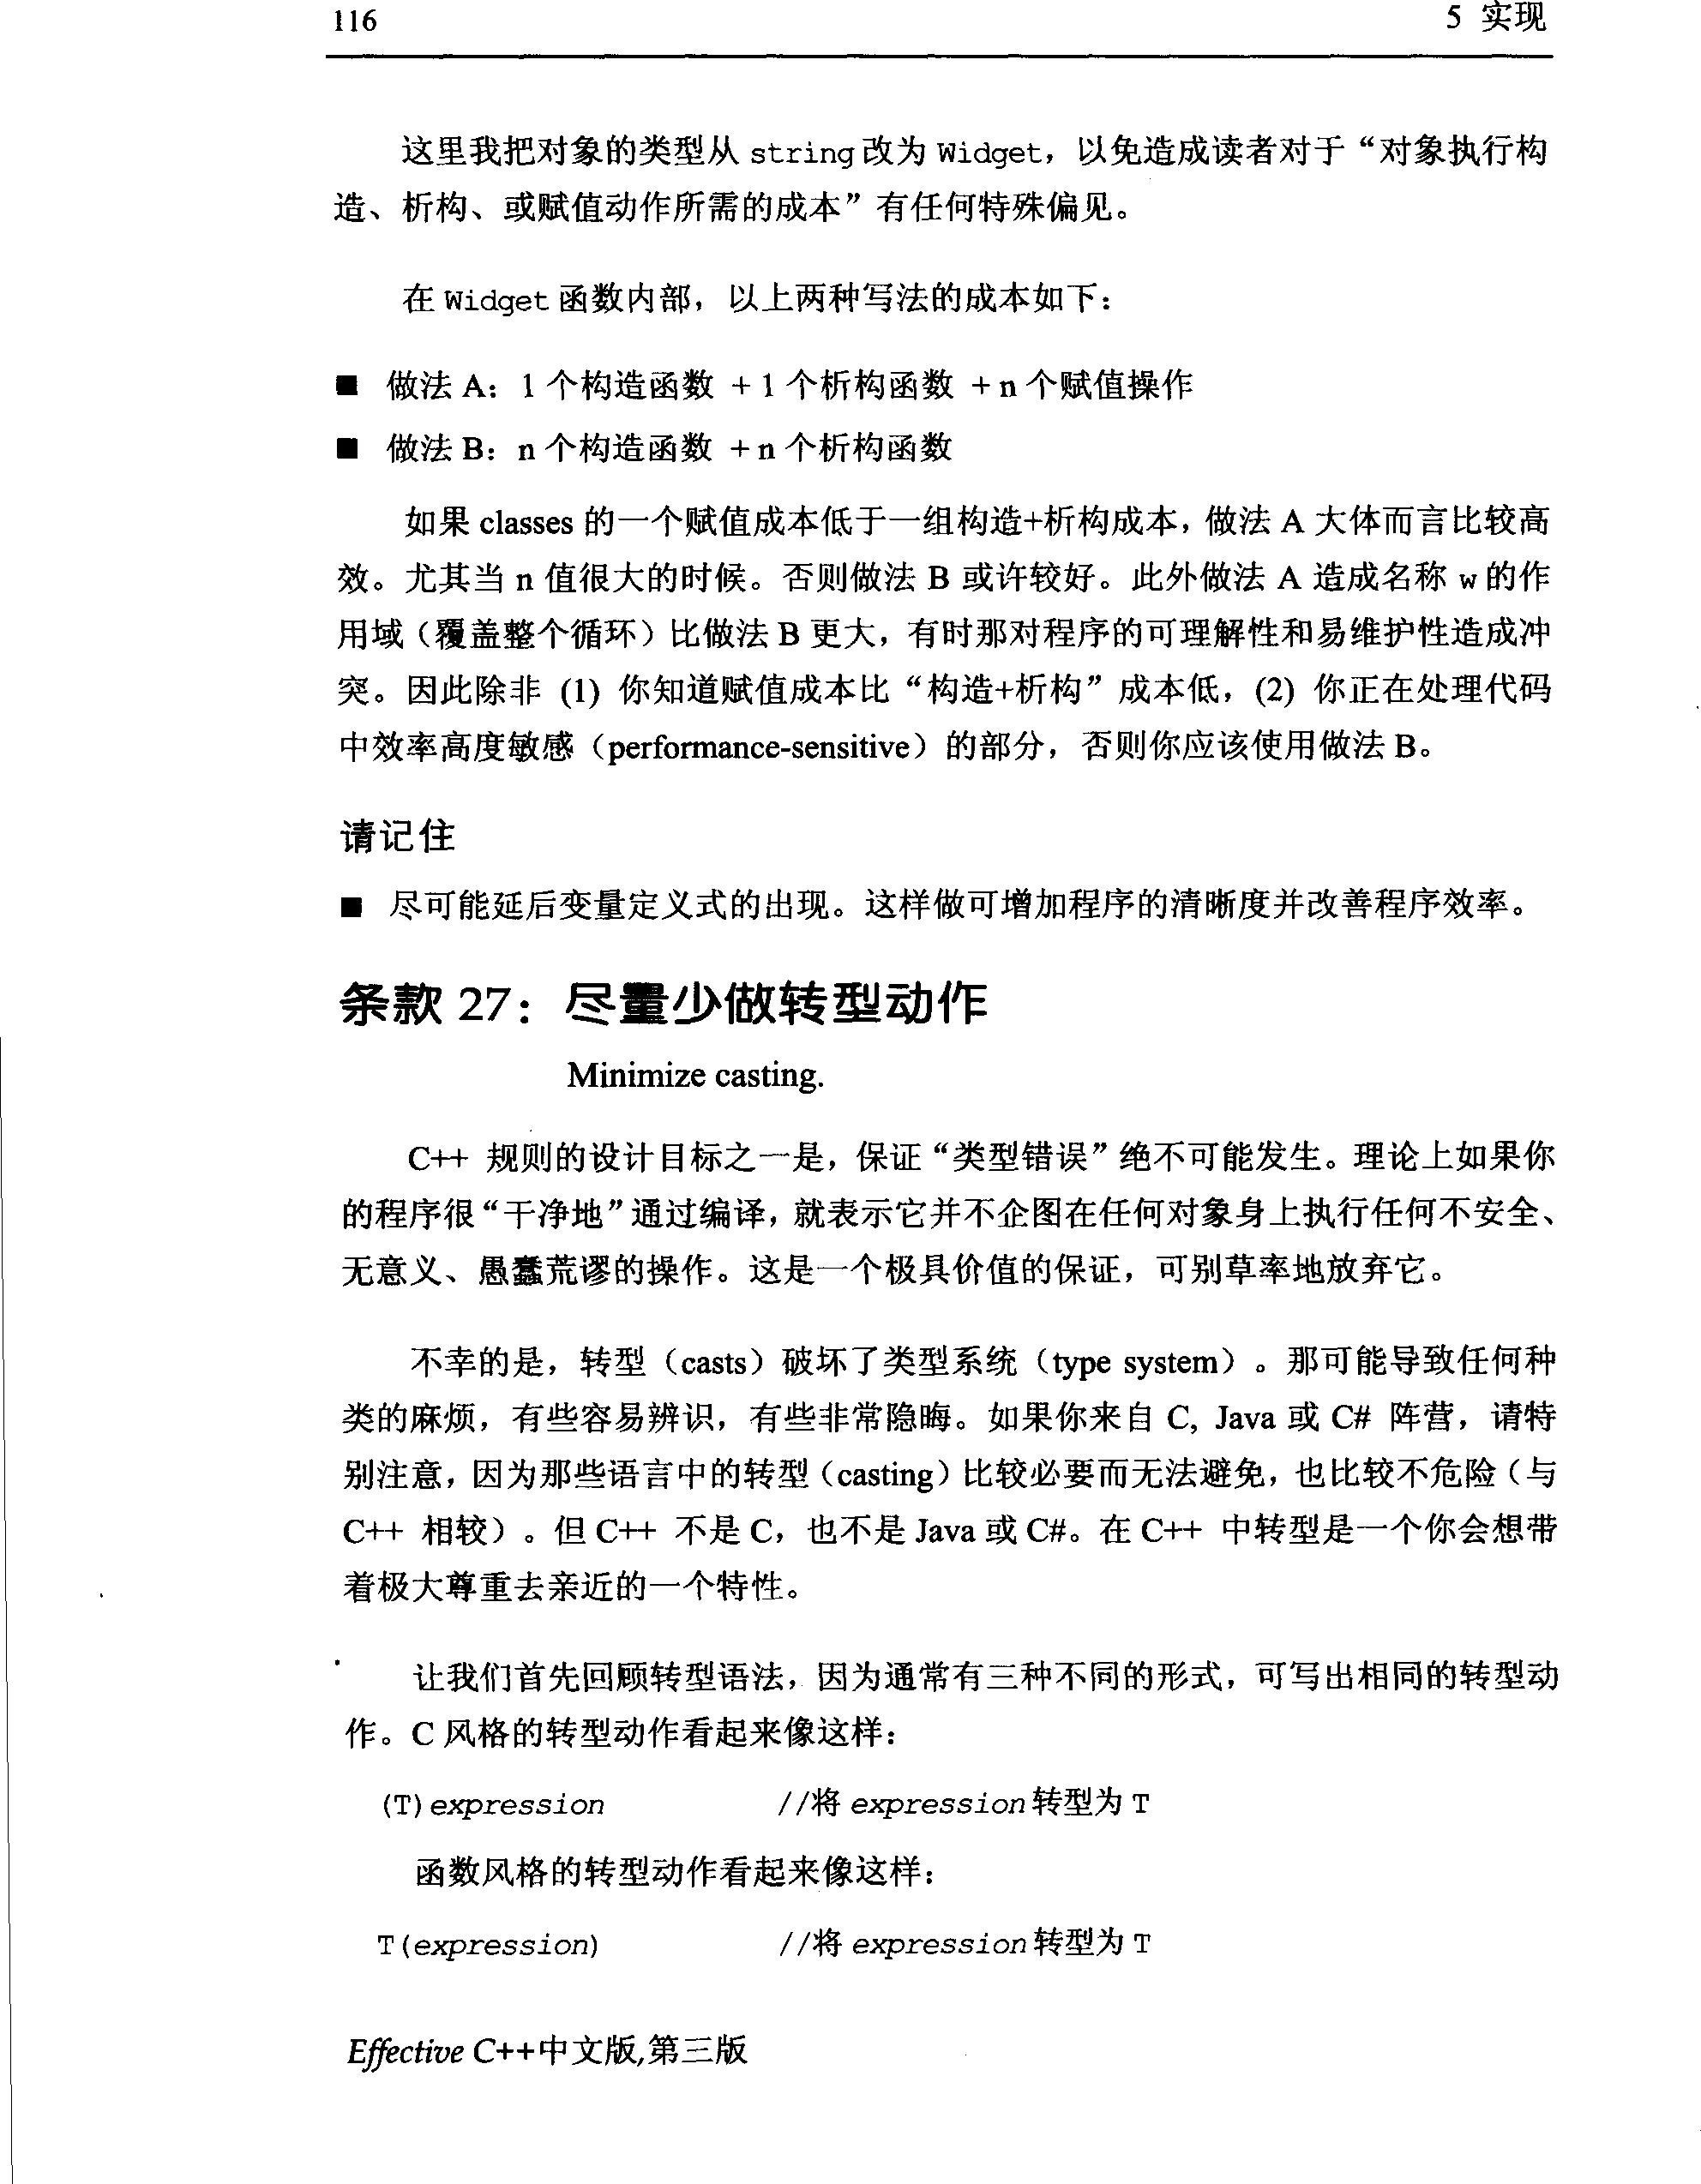 116
5 实现
这里我把对象的类型从 string 改为 Widget，以免造成读者对于“对象执行构
造、析构、或赋值动作所需的成本”有任何特殊偏见。
在 Widget 函数内部，以上两种写法的成本如下：
■ 做法 A：1 个构造函数 + 1 个析构函数 + n 个赋值操作
■ 做法 B：n 个构造函数 + n 个析构函数
如果 classes 的一个赋值成本低于一组构造+析构成本，做法 A 大体而言比较高
效。尤其当 n 值很大的时候。否则做法 B 或许较好。此外做法 A 造成名称 w 的作
用域（覆盖整个循环）比做法 B 更大，有时那对程序的可理解性和易维护性造成冲
突。因此除非 (1) 你知道赋值成本比“构造+析构”成本低，(2) 你正在处理代码
中效率高度敏感（performance-sensitive）的部分，否则你应该使用做法 B。
请记住
■ 尽可能延后变量定义式的出现。这样做可增加程序的清晰度并改善程序效率。
条款 27：尽量少做转型动作
Minimize casting.
C++ 规则的设计目标之一是，保证“类型错误”绝不可能发生。理论上如果你
的程序很“干净地”通过编译，就表示它并不企图在任何对象身上执行任何不安全、
无意义、愚蠢荒谬的操作。这是一个极具价值的保证，可别草率地放弃它。
不幸的是，转型（casts）破坏了类型系统（type system）。那可能导致任何种
类的麻烦，有些容易辨识，有些非常隐晦。如果你来自 C, Java 或 C# 阵营，请特
别注意，因为那些语言中的转型（casting）比较必要而无法避免，也比较不危险（与
C++ 相较）。但 C++ 不是 C，也不是 Java 或 C#。在 C++ 中转型是一个你会想带
着极大尊重去亲近的一个特性。
让我们首先回顾转型语法，因为通常有三种不同的形式，可写出相同的转型动
作。C 风格的转型动作看起来像这样：
(T)expression //将 expression 转型为 T
函数风格的转型动作看起来像这样：
T(expression) //将 expression 转型为 T
Effective C++中文版,第三版